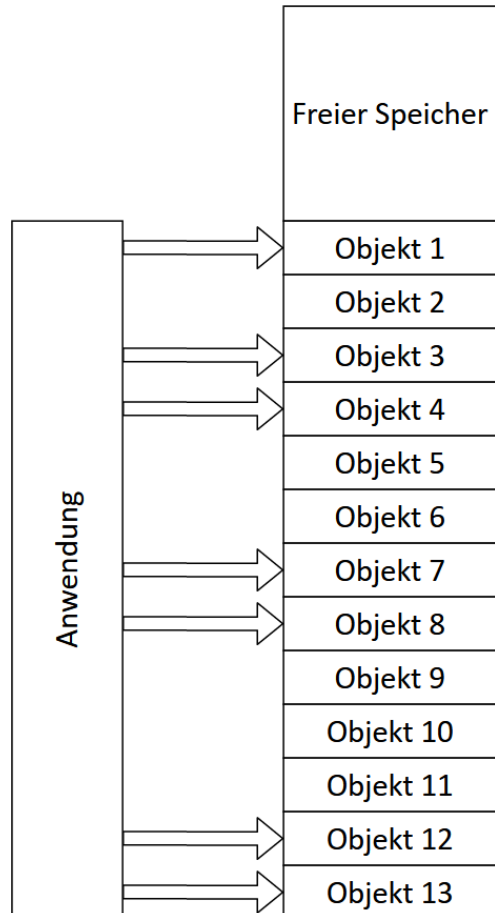 Freier Speicher
Anwendung
Objekt 1
Objekt 2
Objekt 3
Objekt 4
Objekt 5
Objekt 6
Objekt 7
Objekt 8
Objekt 9
Objekt 10
Objekt 11
Objekt 12
Objekt 13